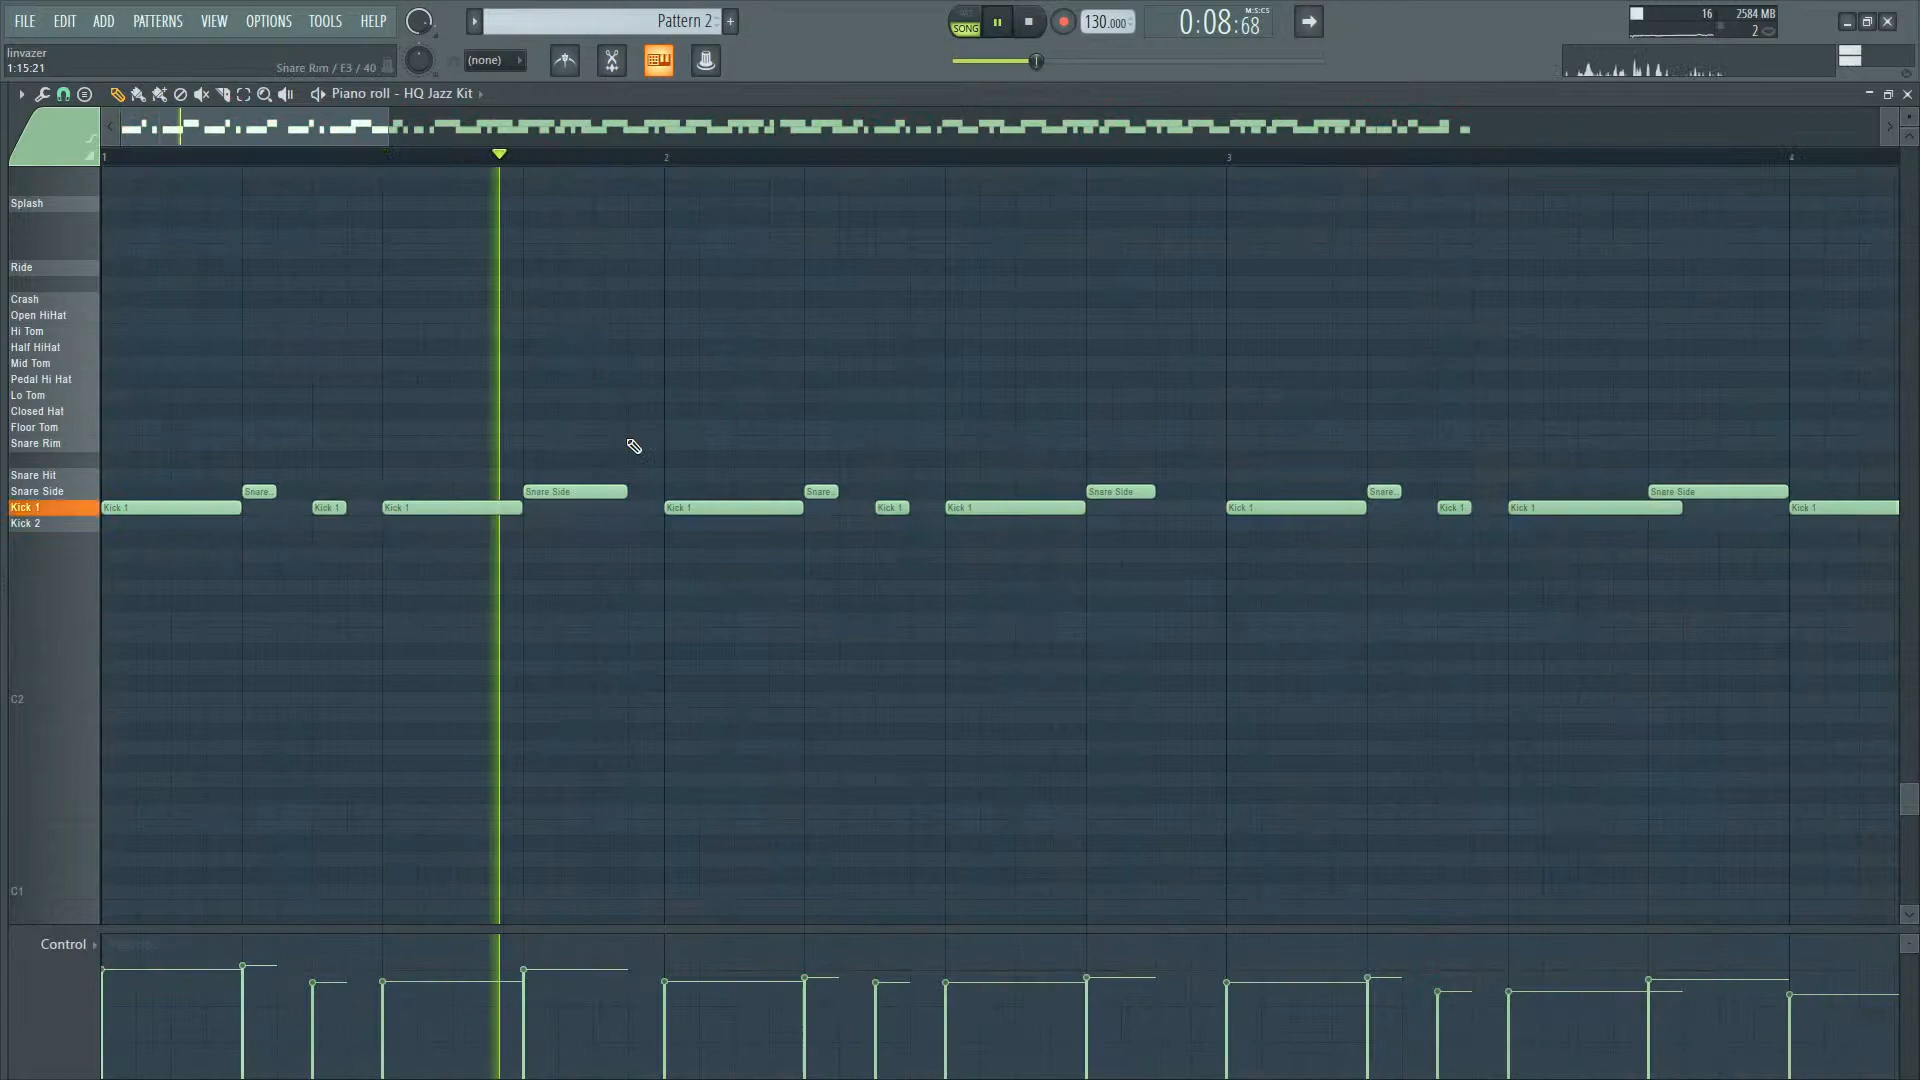 FILE EDIT ADD PATTERNS VIEW OPTIONS TOOLS HELP
Pattern 2
+
SONG
130.000
0:08:68
M:S:CS
16
2584 MB
2
linvazer
1:15:21
Snare Rim / E3 / 40
(none)
Piano roll - HQ Jazz Kit
1 2 3 4
Splash
Ride
Crash
Open HiHat
Hi Tom
Half HiHat
Mid Tom
Pedal Hi Hat
Lo Tom
Closed Hat
Floor Tom
Snare Rim
Snare Hit
Snare Side
Kick 1
Kick 2
Snare.. Snare Side Snare.. Snare Side Snare.. Snare Side
Kick 1 Kick 1 Kick 1 Kick 1 Kick 1 Kick 1 Kick 1 Kick 1 Kick 1 Kick 1
C2
C1
Control